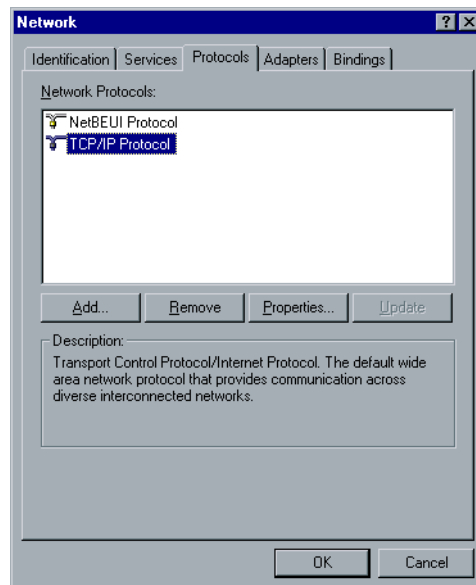 Network
Identification Services Protocols Adapters Bindings
Network Protocols:
NetBEUI Protocol
TCP/IP Protocol
Add... Remove Properties... Update
Description:
Transport Control Protocol/Internet Protocol. The default wide
area network protocol that provides communication across
diverse interconnected networks.
OK Cancel